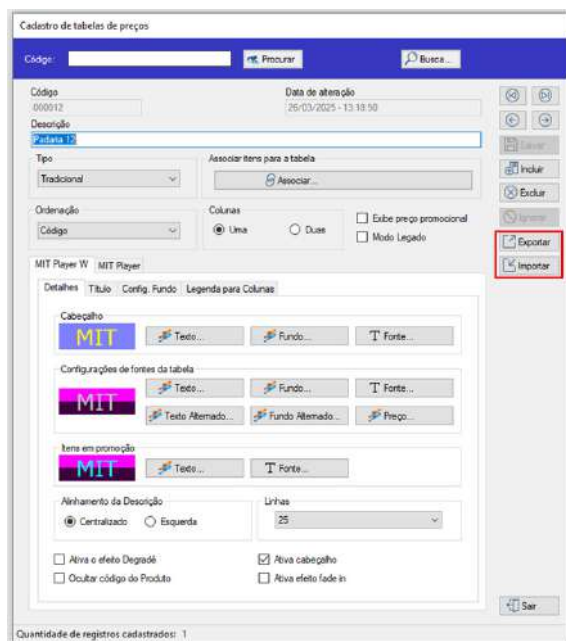 Cadastro de tabelas de preços
Código: Procurar Busca...
Código Data de alteração
000012 26/03/2025 - 13:18:50
Descrição
Padaria 12
Tipo Associar itens para a tabela
Tradicional Associar...
Ordenação Colunas
Código Uma Duas Exibe preço promocional
Modo Legado
Salvar
Incluir
Excluir
Ignorar
Exportar
Importar
MIT Player W MIT Player
Detalhes Título Config. Fundo Legenda para Colunas
Cabeçalho
MIT Texto... Fundo... Fonte...
Configurações de fontes da tabela
MIT Texto... Fundo... Fonte...
Texto Alternado... Fundo Alternado... Preço...
Itens em promoção
MIT Texto... Fonte...
Alinhamento da Descrição Linhas
Centralizado Esquerda 25
Ativa o efeito Degradê Ativa cabeçalho
Ocultar código do Produto Ativa efeito fade in
Sair
Quantidade de registros cadastrados: 1